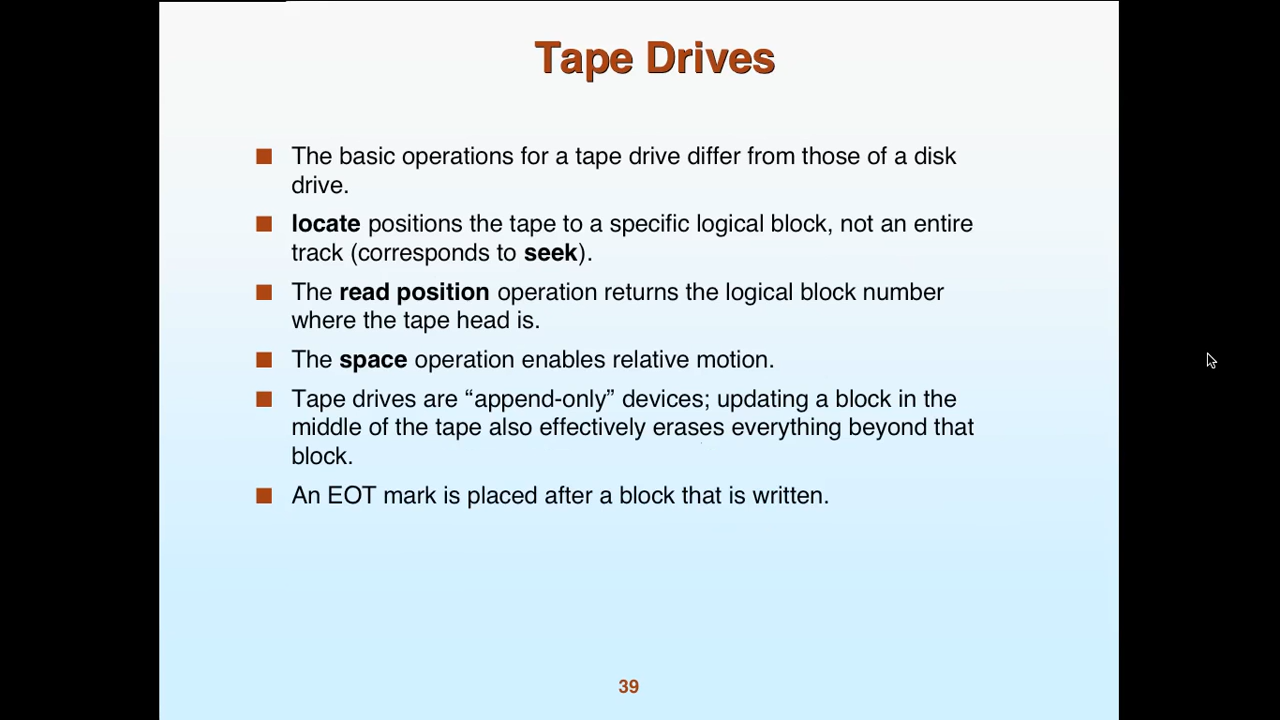 Tape Drives
The basic operations for a tape drive differ from those of a disk
drive.
locate positions the tape to a specific logical block, not an entire
track (corresponds to seek).
The read position operation returns the logical block number
where the tape head is.
The space operation enables relative motion.
Tape drives are “append-only” devices; updating a block in the
middle of the tape also effectively erases everything beyond that
block.
An EOT mark is placed after a block that is written.
39